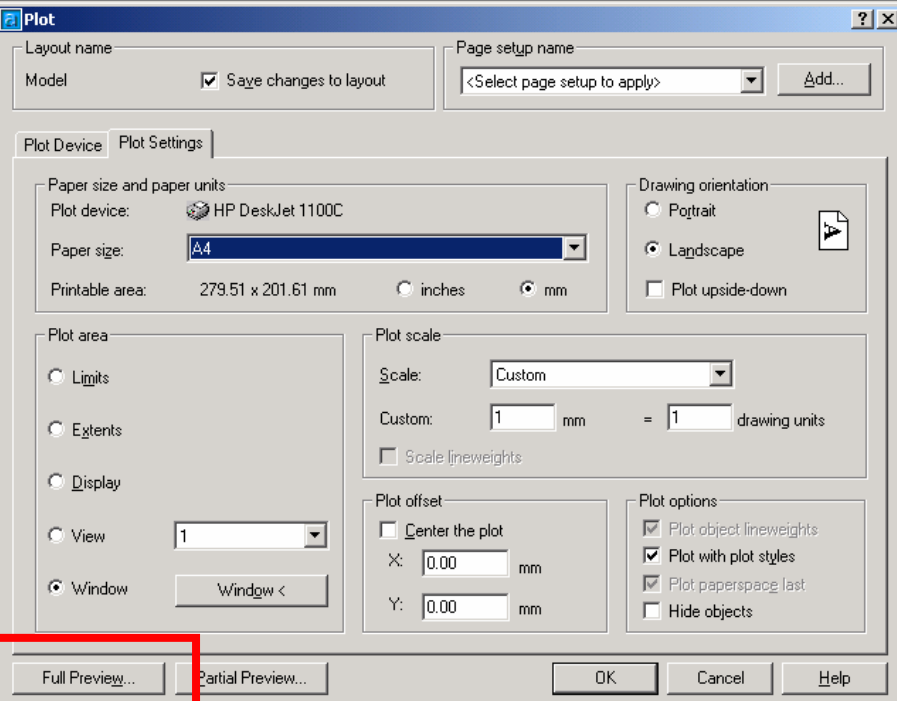 Plot
Layout name
Model
Save changes to layout
Page setup name
<Select page setup to apply>
Add...
Plot Device
Plot Settings
Paper size and paper units
Plot device:
HP DeskJet 1100C
Paper size:
A4
Printable area:
279.51 x 201.61 mm
inches
mm
Drawing orientation
Portrait
Landscape
A
Plot upside-down
Plot area
Limits
Extents
Display
View
1
Window
Window <
Plot scale
Scale:
Custom
Custom:
1
mm
=
1
drawing units
Scale lineweights
Plot offset
Center the plot
X:
0.00
mm
Y:
0.00
mm
Plot options
Plot object lineweights
Plot with plot styles
Plot paperspace last
Hide objects
Full Preview...
Partial Preview...
OK
Cancel
Help